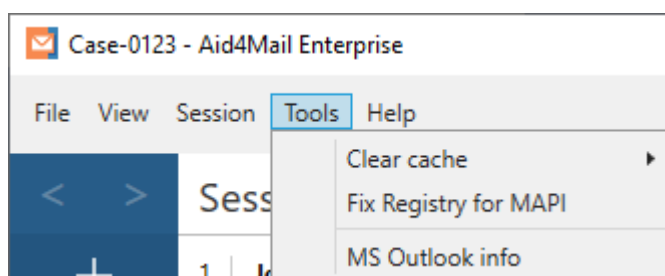 Case-0123 - Aid4Mail Enterprise
File View Session Tools Help
Clear cache
< > Sess
Fix Registry for MAPI
MS Outlook info
1